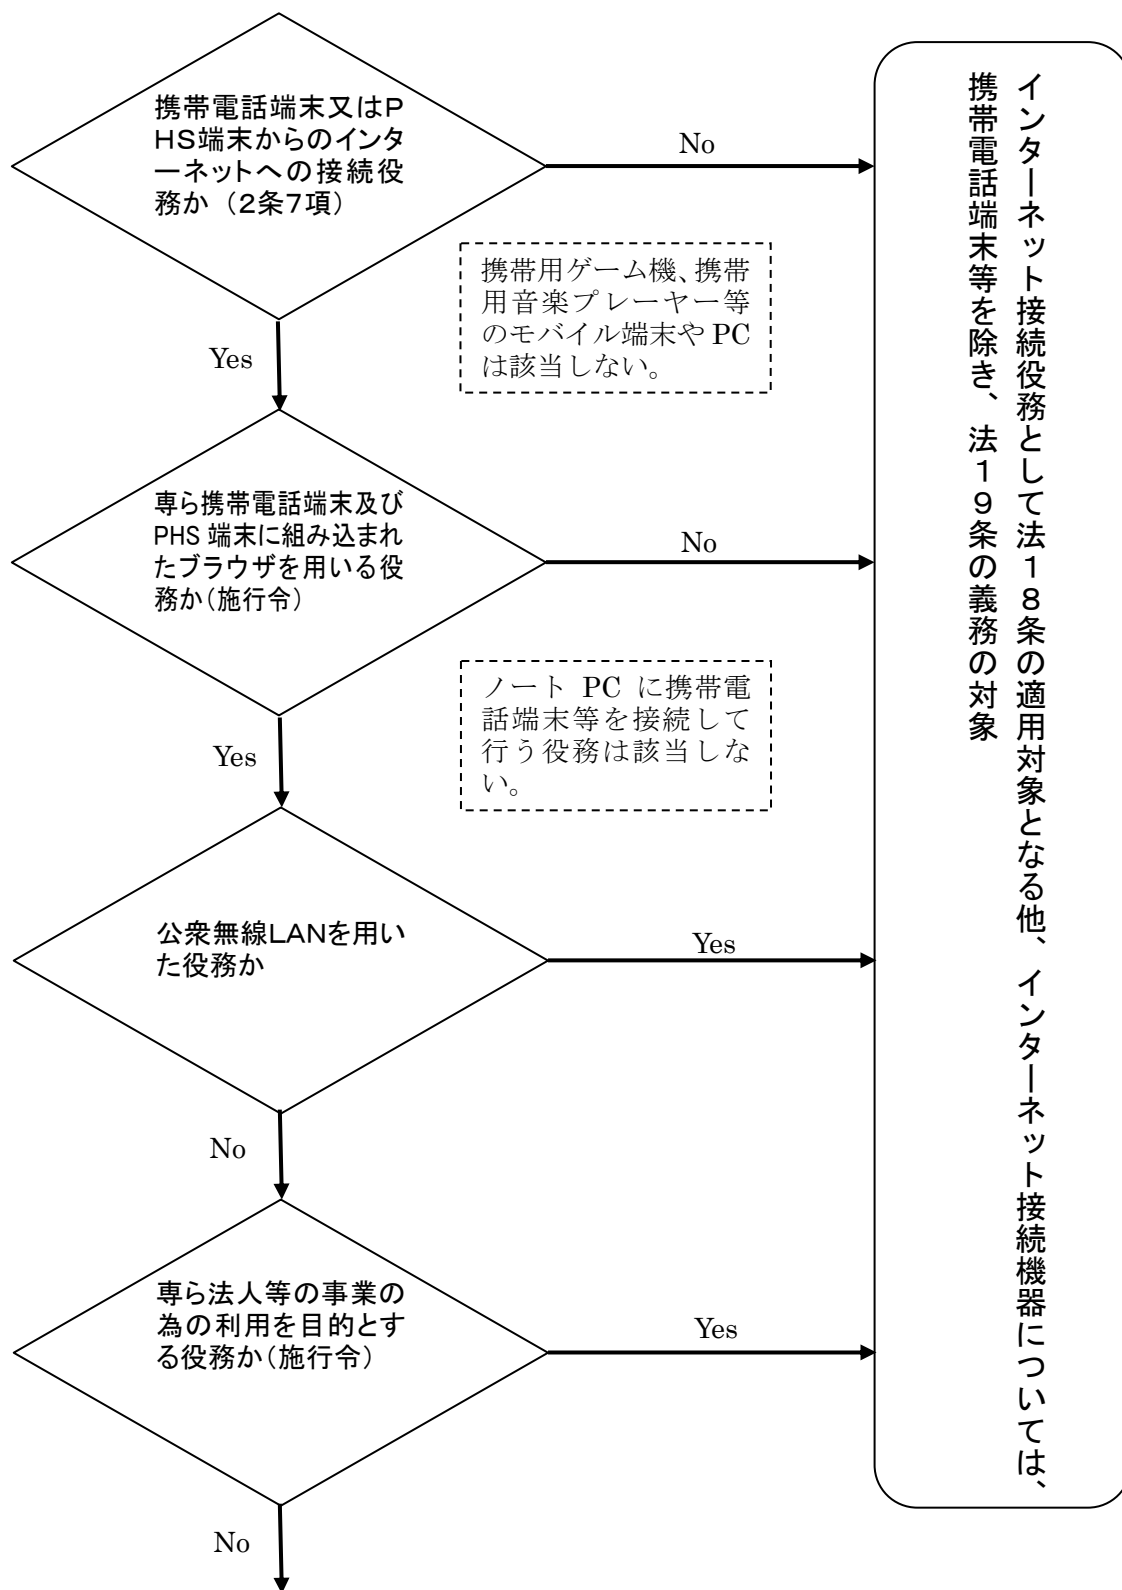 携帯電話端末又はP
HS端末からのインタ
ーネットへの接続役
務か（2条7項）
No
携帯用ゲーム機、携帯
用音楽プレーヤー等
のモバイル端末や PC
は該当しない。
Yes
専ら携帯電話端末及び
PHS 端末に組み込まれ
たブラウザを用いる役
務か（施行令）
No
ノート PC に携帯電
話端末等を接続して
行う役務は該当しな
い。
Yes
公衆無線LANを用い
た役務か
Yes
No
専ら法人等の事業の
為の利用を目的とす
る役務か（施行令）
Yes
No
インターネット接続役務として法１８条の適用対象となる他、インターネット接続機器については、
携帯電話端末等を除き、法１９条の義務の対象